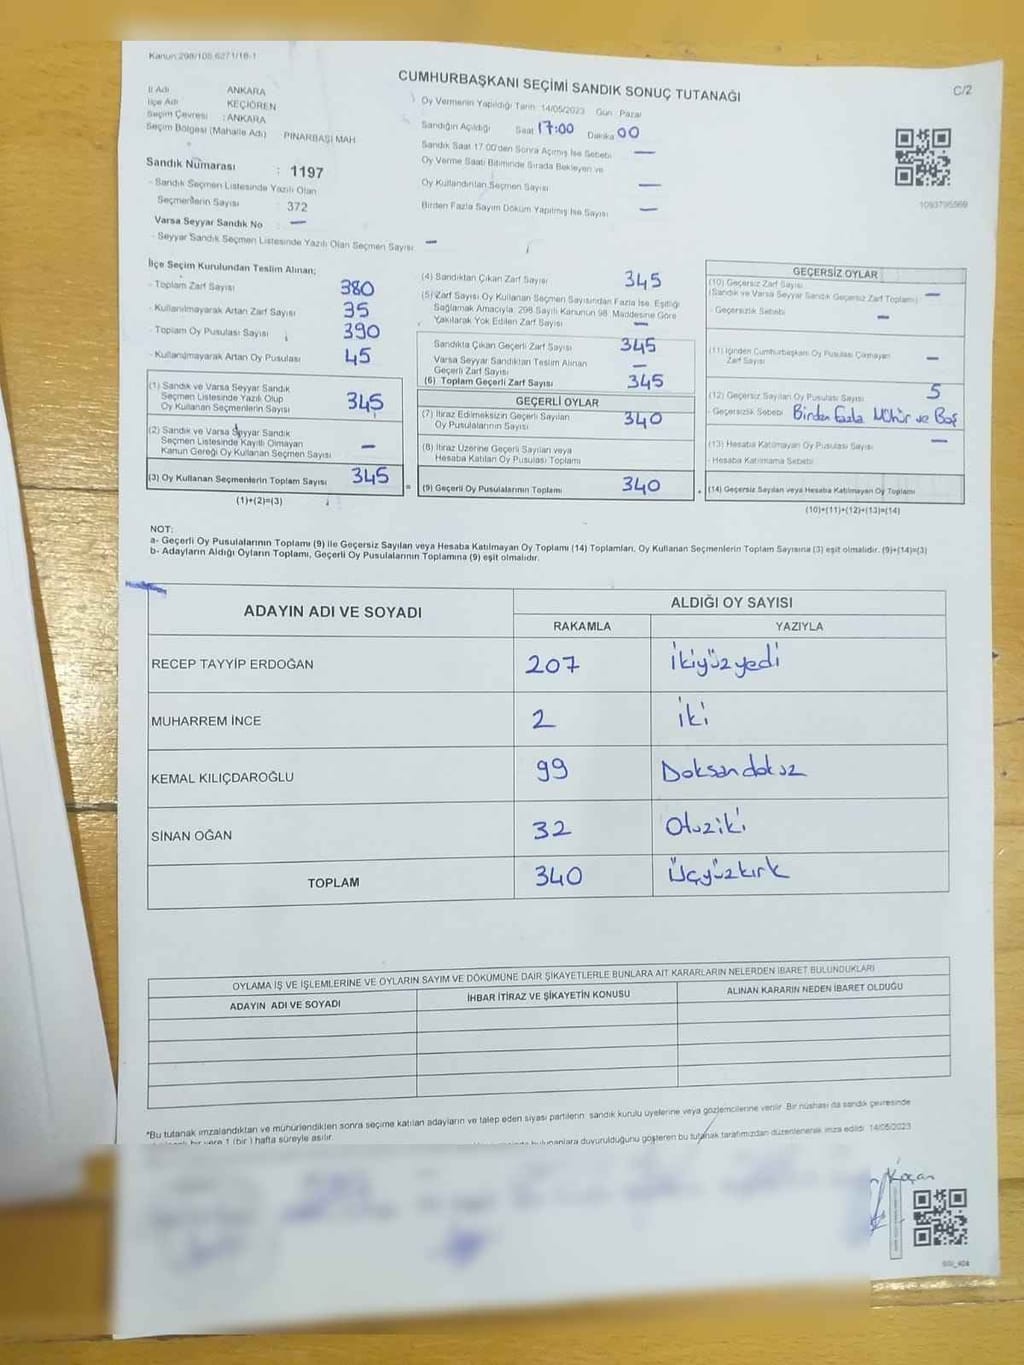 Kanun:298/105,6271/18-1
CUMHURBAŞKANI SEÇİMİ SANDIK SONUÇ TUTANAĞI
C/2
İl Adı ANKARA
İlçe Adı KEÇİÖREN
Seçim Çevresi : ANKARA
Seçim Bölgesi (Mahalle Adı) PINARBAŞI MAH
Sandık Numarası : 1197
- Sandık Seçmen Listesinde Yazılı Olan
Seçmenlerin Sayısı 372
Varsa Seyyar Sandık No —
- Seyyar Sandık Seçmen Listesinde Yazılı Olan Seçmen Sayısı —
Oy Vermenin Yapıldığı Tarih 14/05/2023 Gün Pazar
Sandığın Açıldığı Saat 17:00 Dakika 00
Sandık Saat 17.00'den Sonra Açılmış İse Sebebi —
Oy Verme Saati Bitiminde Sırada Bekleyen ve
Oy Kullandırılan Seçmen Sayısı —
Birden Fazla Sayım Döküm Yapılmış İse Sayısı —
1093795569
İlçe Seçim Kurulundan Teslim Alınan;
- Toplam Zarf Sayısı 380
- Kullanılmayarak Artan Zarf Sayısı 35
- Toplam Oy Pusulası Sayısı 390
- Kullanılmayarak Artan Oy Pusulası 45
(1) Sandık ve Varsa Seyyar Sandık
Seçmen Listesinde Yazılı Olup
Oy Kullanan Seçmenlerin Sayısı 345
(2) Sandık ve Varsa Seyyar Sandık
Seçmen Listesinde Kayıtlı Olmayan
Kanun Gereği Oy Kullanan Seçmen Sayısı —
(3) Oy Kullanan Seçmenlerin Toplam Sayısı 345
(1)+(2)=(3)
(4) Sandıktan Çıkan Zarf Sayısı 345
(5) Zarf Sayısı Oy Kullanan Seçmen Sayısından Fazla İse, Eşitliği
Sağlamak Amacıyla, 298 Sayılı Kanunun 98. Maddesine Göre
Yakılarak Yok Edilen Zarf Sayısı —
Sandıkta Çıkan Geçerli Zarf Sayısı 345
Varsa Seyyar Sandıktan Teslim Alınan
Geçerli Zarf Sayısı —
(6) Toplam Geçerli Zarf Sayısı 345
GEÇERLİ OYLAR
(7) İtiraz Edilmeksizin Geçerli Sayılan
Oy Pusulalarının Sayısı 340
(8) İtiraz Üzerine Geçerli Sayılan veya
Hesaba Katılan Oy Pusulası Toplamı
= (9) Geçerli Oy Pusulalarının Toplamı 340
GEÇERSİZ OYLAR
(10) Geçersiz Zarf Sayısı
(Sandık ve Varsa Seyyar Sandık Geçersiz Zarf Toplamı) —
- Geçersizlik Sebebi —
(11) İçinden Cumhurbaşkanı Oy Pusulası Çıkmayan
Zarf Sayısı —
(12) Geçersiz Sayılan Oy Pusulası Sayısı 5
- Geçersizlik Sebebi Birden fazla Mühür ve Boş
(13) Hesaba Katılmayan Oy Pusulası Sayısı —
- Hesaba Katılmama Sebebi
(14) Geçersiz Sayılan veya Hesaba Katılmayan Oy Toplamı
(10)+(11)+(12)+(13)=(14)
NOT:
a- Geçerli Oy Pusulalarının Toplamı (9) ile Geçersiz Sayılan veya Hesaba Katılmayan Oy Toplamı (14) Toplamları, Oy Kullanan Seçmenlerin Toplam Sayısına (3) eşit olmalıdır. (9)+(14)=(3)
b- Adayların Aldığı Oyların Toplamı, Geçerli Oy Pusulalarının Toplamına (9) eşit olmalıdır.
ADAYIN ADI VE SOYADI ALDIĞI OY SAYISI
RAKAMLA YAZIYLA
RECEP TAYYİP ERDOĞAN 207 İkiyüzyedi
MUHARREM İNCE 2 İki
KEMAL KILIÇDAROĞLU 99 Doksandokuz
SİNAN OĞAN 32 Otuziki
TOPLAM 340 Üçyüzkırk
OYLAMA İŞ VE İŞLEMLERİNE VE OYLARIN SAYIM VE DÖKÜMÜNE DAİR ŞİKAYETLERLE BUNLARA AİT KARARLARIN NELERDEN İBARET BULUNDUKLARI
ADAYIN ADI VE SOYADI İHBAR İTİRAZ VE ŞİKAYETİN KONUSU ALINAN KARARIN NEDEN İBARET OLDUĞU
*Bu tutanak imzalandıktan ve mühürlendikten sonra seçime katılan adayların ve talep eden siyasi partilerin sandık kurulu üyelerine veya gözlemcilerine verilir. Bir nüshası da sandık çevresinde
bir yere 1 (bir) hafta süreyle asılır.
bulunanlara duyurulduğunu gösteren bu tutanak tarafımızdan düzenlenerek imza edildi. 14/05/2023
Koçan